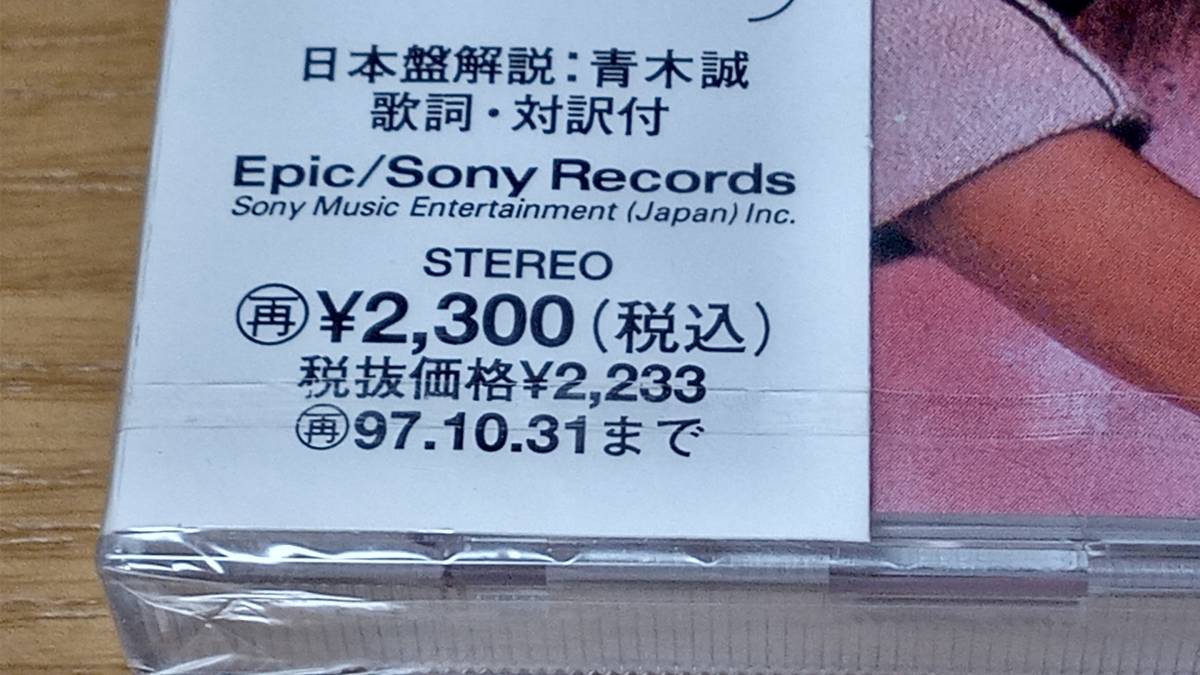 日本盤解説：青木誠
歌詞・対訳付
Epic/Sony Records
Sony Music Entertainment (Japan) Inc.
STEREO
㊢¥2,300（税込）
税抜価格¥2,233
再97.10.31まで